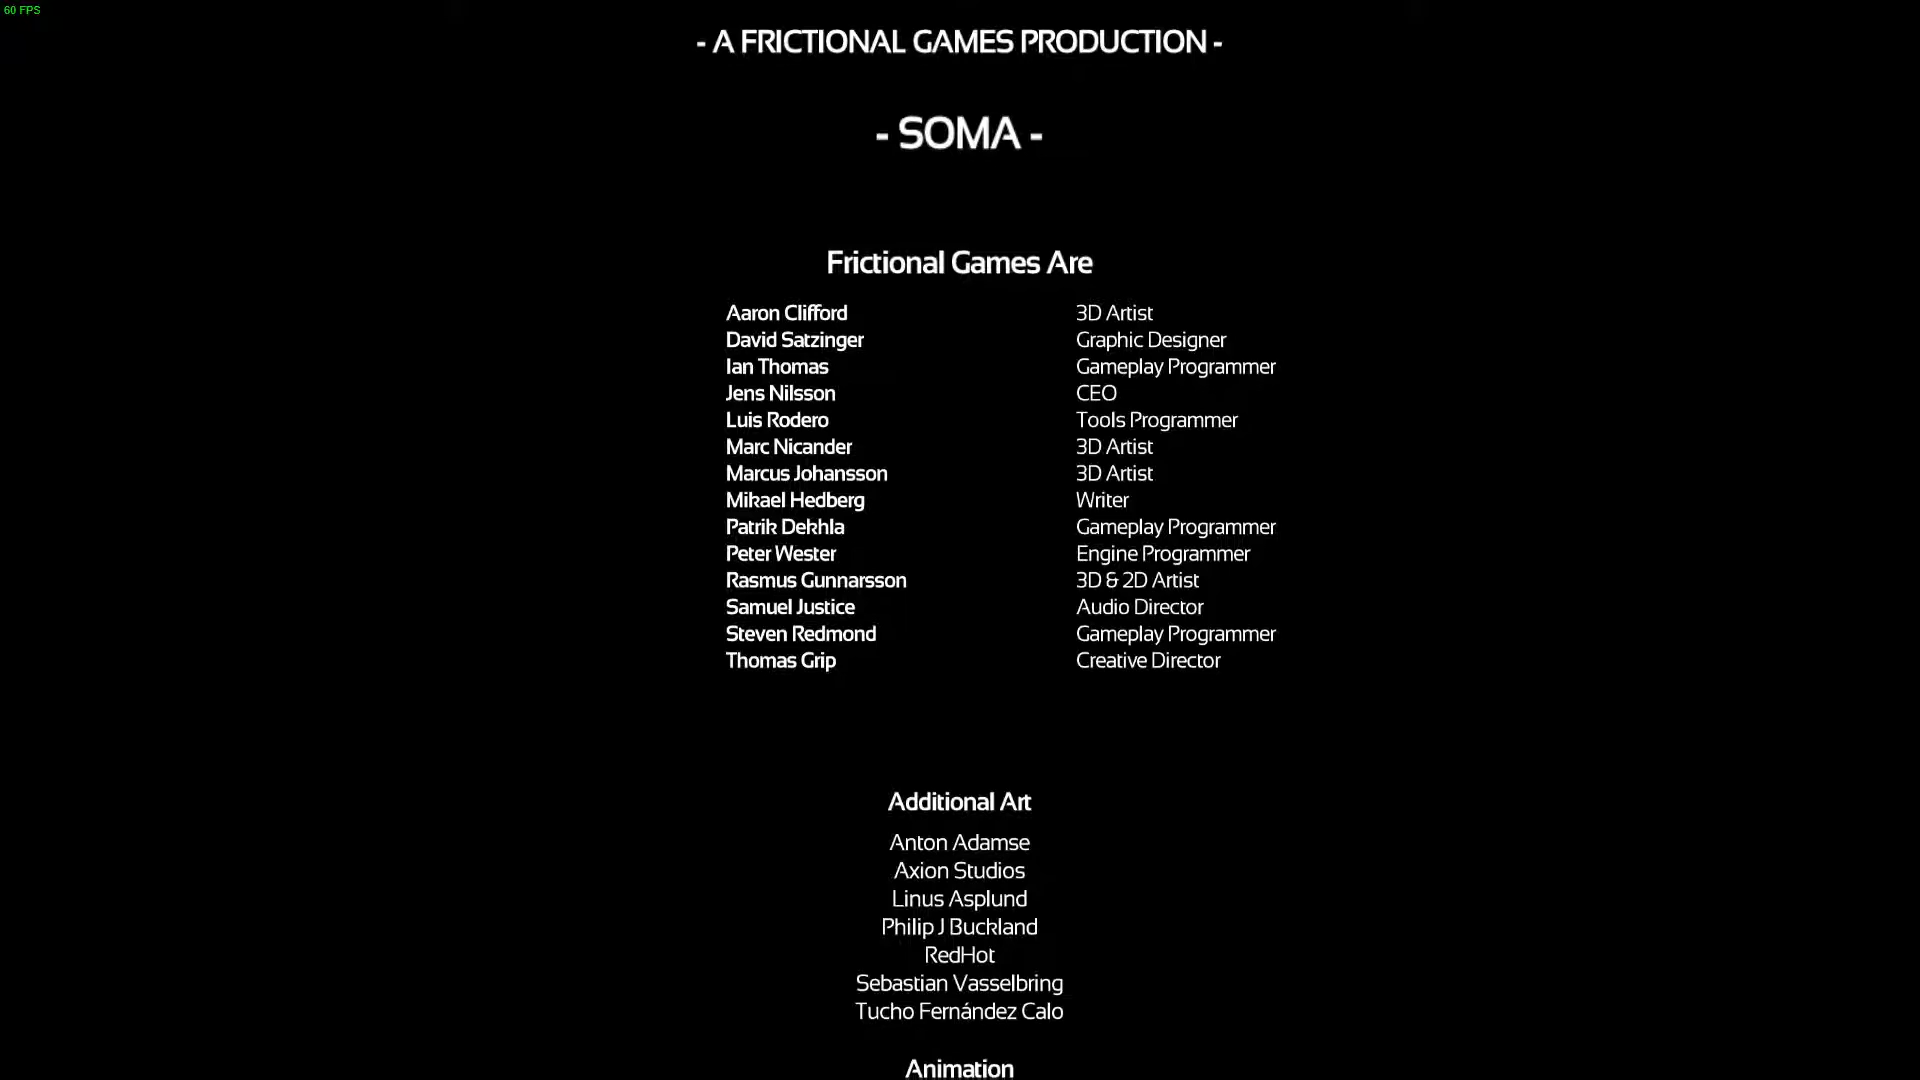 60 FPS
- A FRICTIONAL GAMES PRODUCTION -
- SOMA -
Frictional Games Are
Aaron Clifford 3D Artist
David Satzinger Graphic Designer
Ian Thomas Gameplay Programmer
Jens Nilsson CEO
Luis Rodero Tools Programmer
Marc Nicander 3D Artist
Marcus Johansson 3D Artist
Mikael Hedberg Writer
Patrik Dekhla Gameplay Programmer
Peter Wester Engine Programmer
Rasmus Gunnarsson 3D & 2D Artist
Samuel Justice Audio Director
Steven Redmond Gameplay Programmer
Thomas Grip Creative Director
Additional Art
Anton Adamse
Axion Studios
Linus Asplund
Philip J Buckland
RedHot
Sebastian Vasselbring
Tucho Fernández Calo
Animation